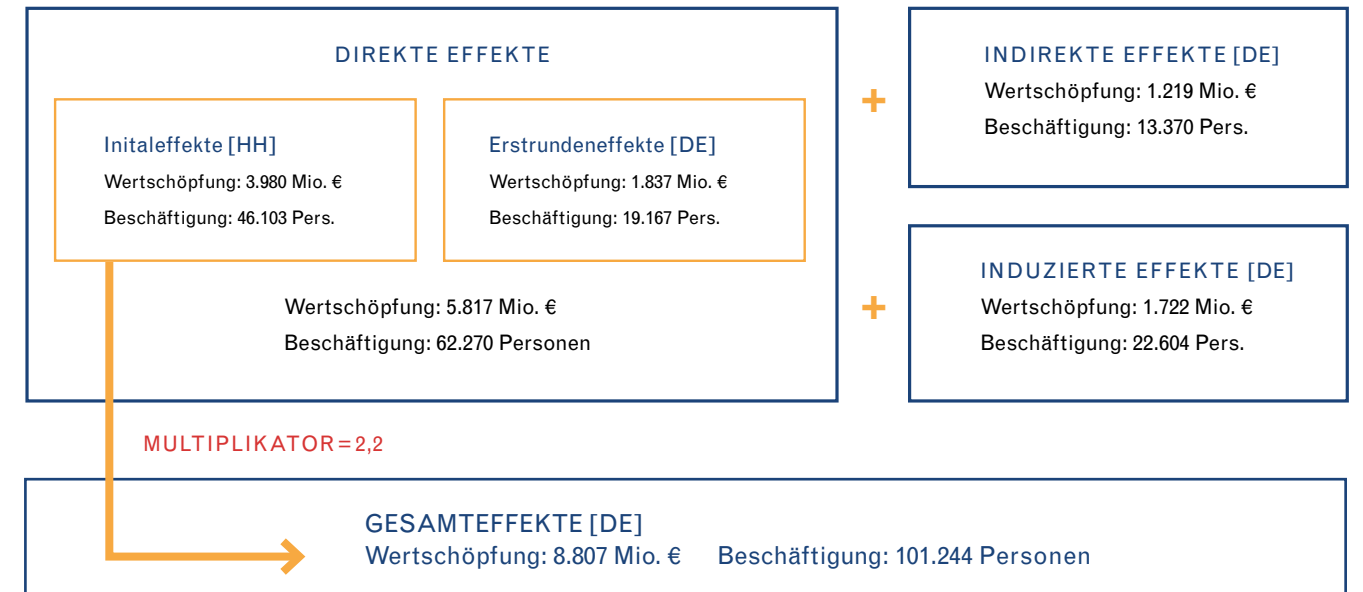 DIREKTE EFFEKTE
Initaleffekte [HH]
Wertschöpfung: 3.980 Mio. €
Beschäftigung: 46.103 Pers.
Erstrundeneffekte [DE]
Wertschöpfung: 1.837 Mio. €
Beschäftigung: 19.167 Pers.
Wertschöpfung: 5.817 Mio. €
Beschäftigung: 62.270 Personen
+
INDIREKTE EFFEKTE [DE]
Wertschöpfung: 1.219 Mio. €
Beschäftigung: 13.370 Pers.
+
INDUZIERTE EFFEKTE [DE]
Wertschöpfung: 1.722 Mio. €
Beschäftigung: 22.604 Pers.
MULTIPLIKATOR = 2,2
GESAMTEFFEKTE [DE]
Wertschöpfung: 8.807 Mio. € Beschäftigung: 101.244 Personen